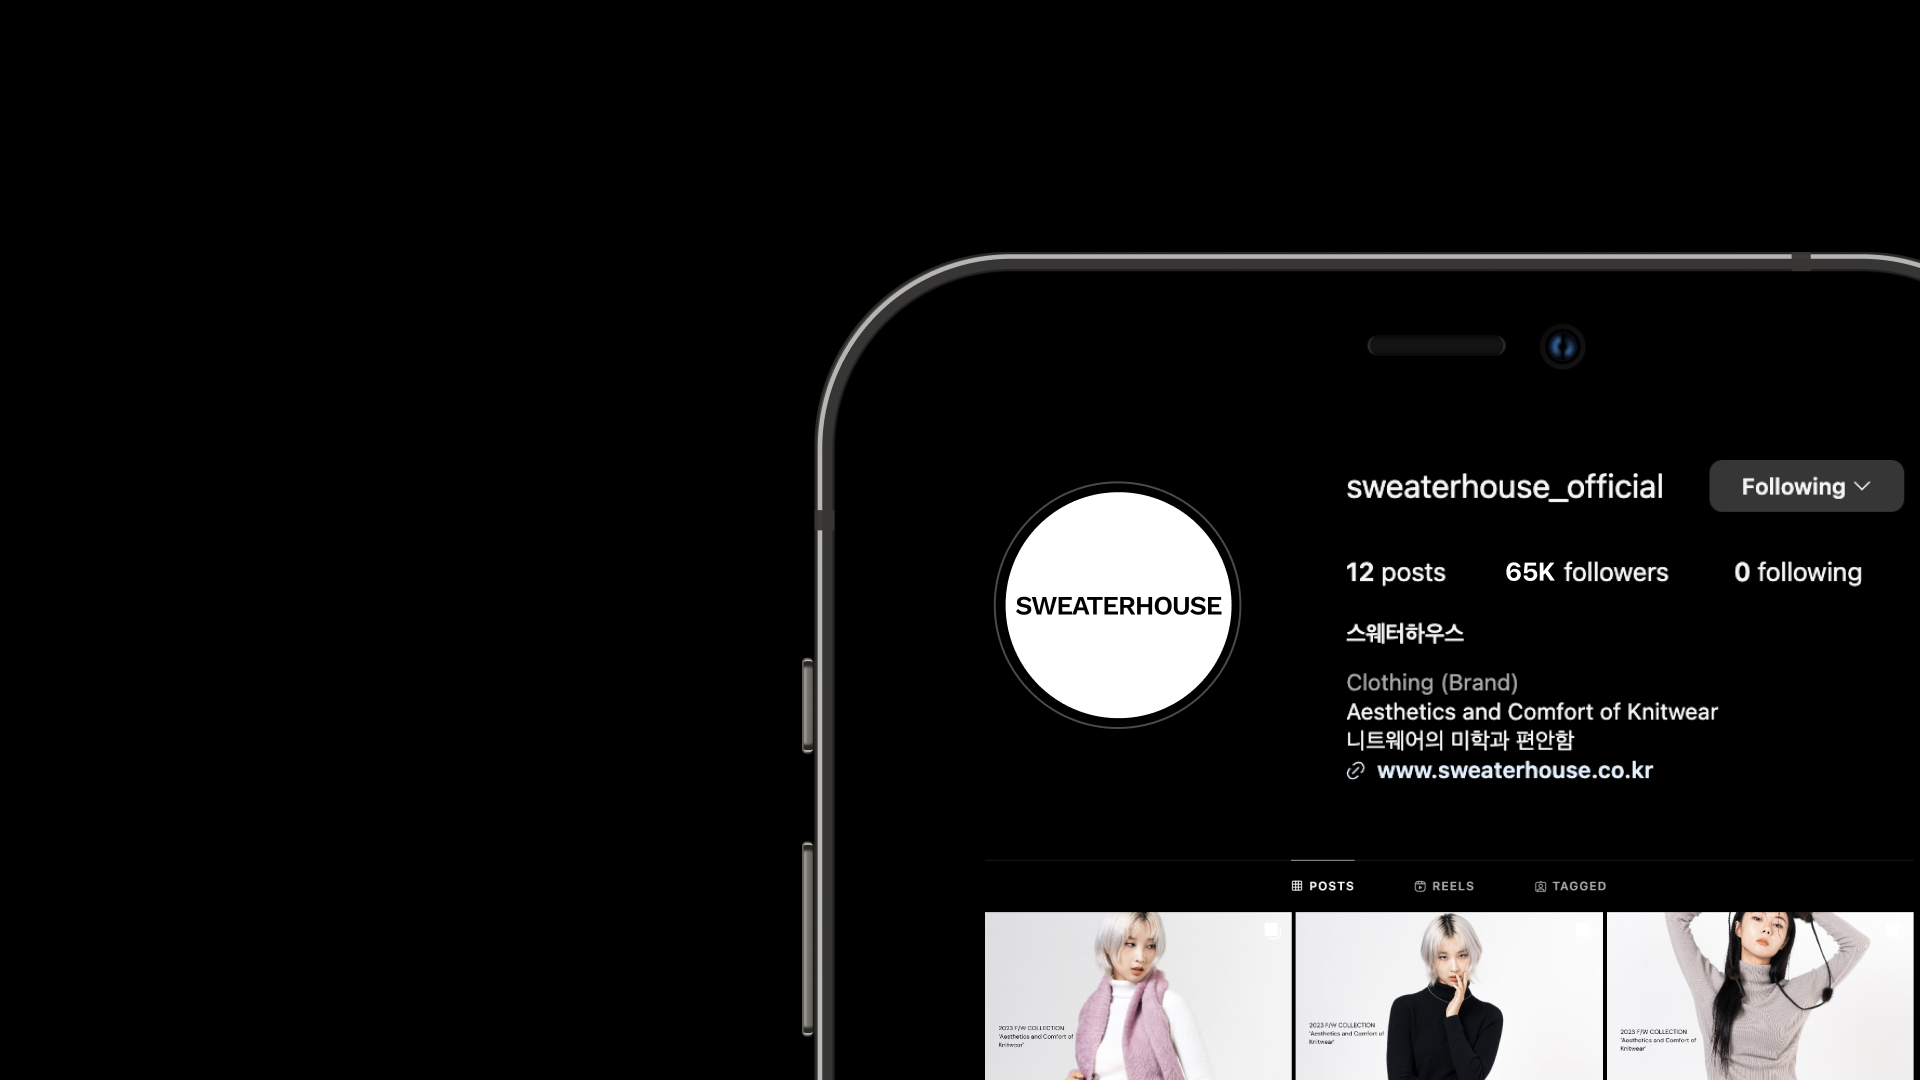 sweaterhouse_official
Following
12 posts 65K followers 0 following
SWEATERHOUSE
스웨터하우스
Clothing (Brand)
Aesthetics and Comfort of Knitwear
니트웨어의 미학과 편안함
www.sweaterhouse.co.kr
POSTS REELS TAGGED
2023 F/W COLLECTION
'Aesthetics and Comfort of
Knitwear'
2023 F/W COLLECTION
'Aesthetics and Comfort of
Knitwear'
2023 F/W COLLECTION
'Aesthetics and Comfort of
Knitwear'